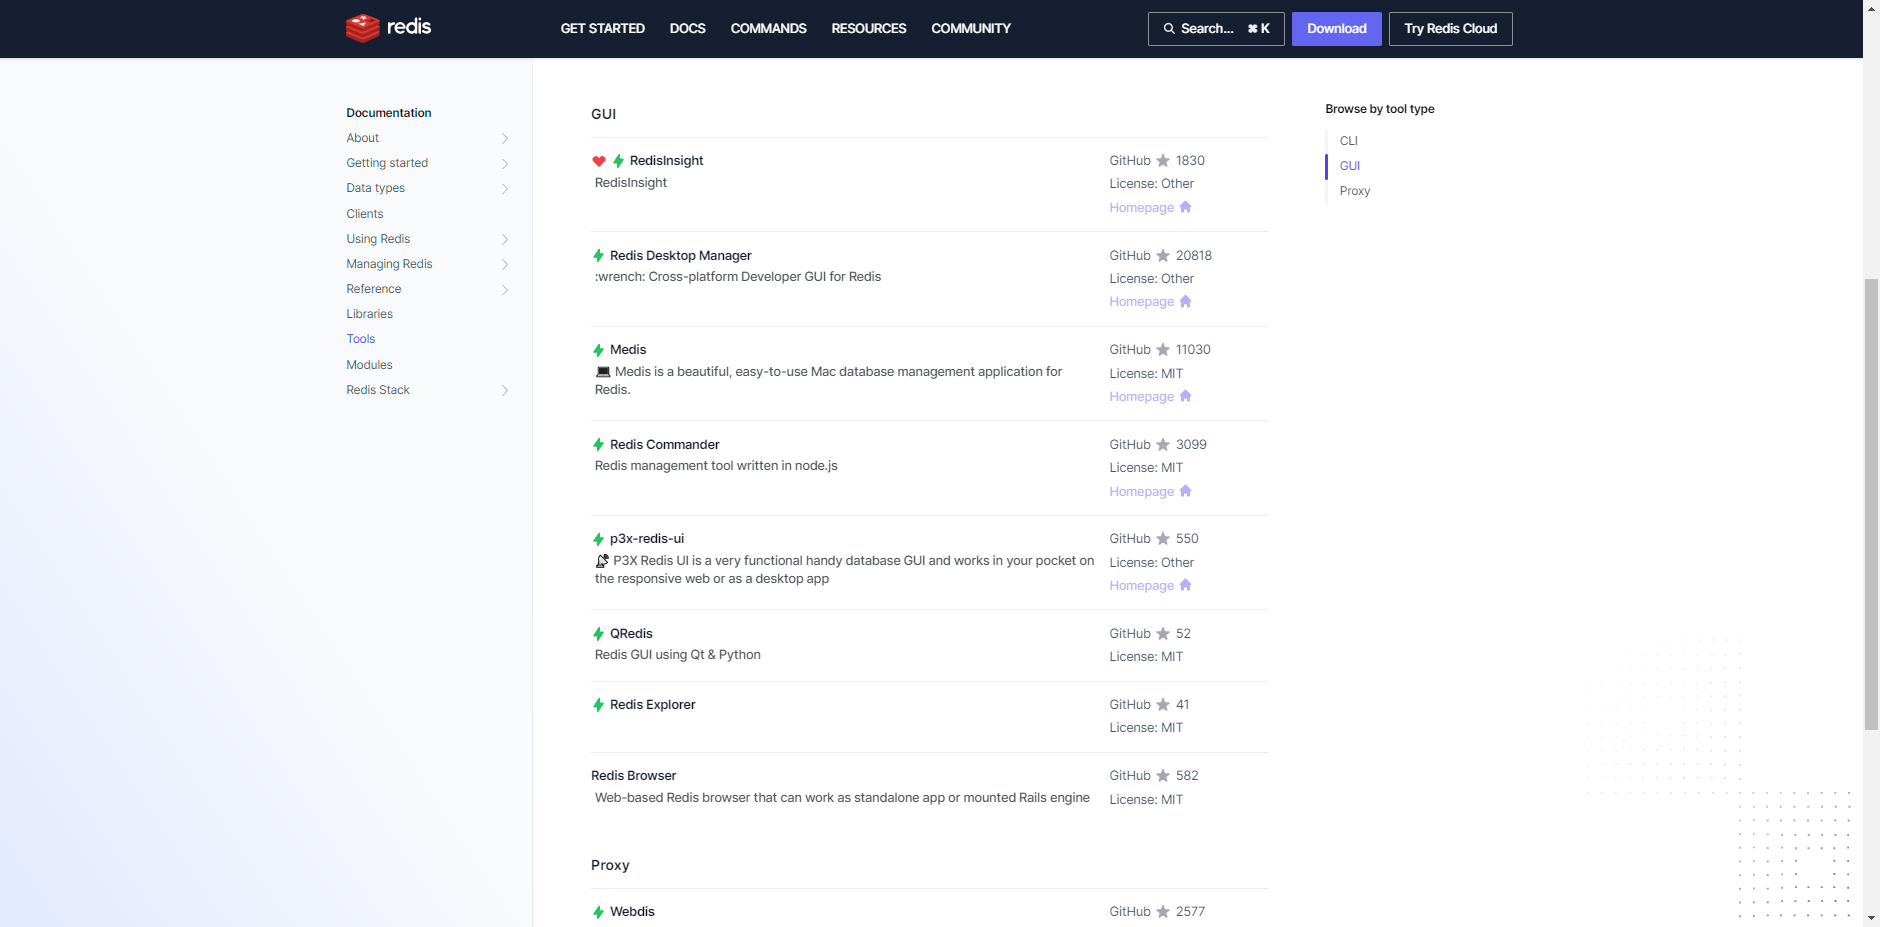 redis
GET STARTED DOCS COMMANDS RESOURCES COMMUNITY
Search... ⌘ K
Download
Try Redis Cloud
Documentation
About
Getting started
Data types
Clients
Using Redis
Managing Redis
Reference
Libraries
Tools
Modules
Redis Stack
GUI
RedisInsight
RedisInsight
GitHub 1830
License: Other
Homepage
Redis Desktop Manager
:wrench: Cross-platform Developer GUI for Redis
GitHub 20818
License: Other
Homepage
Medis
💻 Medis is a beautiful, easy-to-use Mac database management application for
Redis.
GitHub 11030
License: MIT
Homepage
Redis Commander
Redis management tool written in node.js
GitHub 3099
License: MIT
Homepage
p3x-redis-ui
📡 P3X Redis UI is a very functional handy database GUI and works in your pocket on
the responsive web or as a desktop app
GitHub 550
License: Other
Homepage
QRedis
Redis GUI using Qt & Python
GitHub 52
License: MIT
Redis Explorer
GitHub 41
License: MIT
Redis Browser
Web-based Redis browser that can work as standalone app or mounted Rails engine
GitHub 582
License: MIT
Proxy
Webdis
GitHub 2577
Browse by tool type
CLI
GUI
Proxy